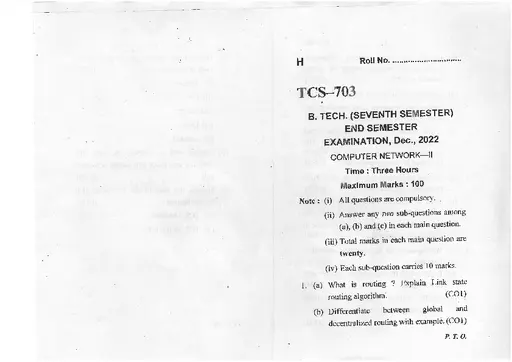 H Roll No. ..............................
TCS–703
B. TECH. (SEVENTH SEMESTER)
END SEMESTER
EXAMINATION, Dec., 2022
COMPUTER NETWORK—II
Time : Three Hours
Maximum Marks : 100
Note : (i) All questions are compulsory.
(ii) Answer any two sub-questions among
(a), (b) and (c) in each main question.
(iii) Total marks in each main question are
twenty.
(iv) Each sub-question carries 10 marks.
1. (a) What is routing ? Explain Link state
routing algorithm. (CO1)
(b) Differentiate between global and
decentralized routing with example. (CO1)
P. T. O.